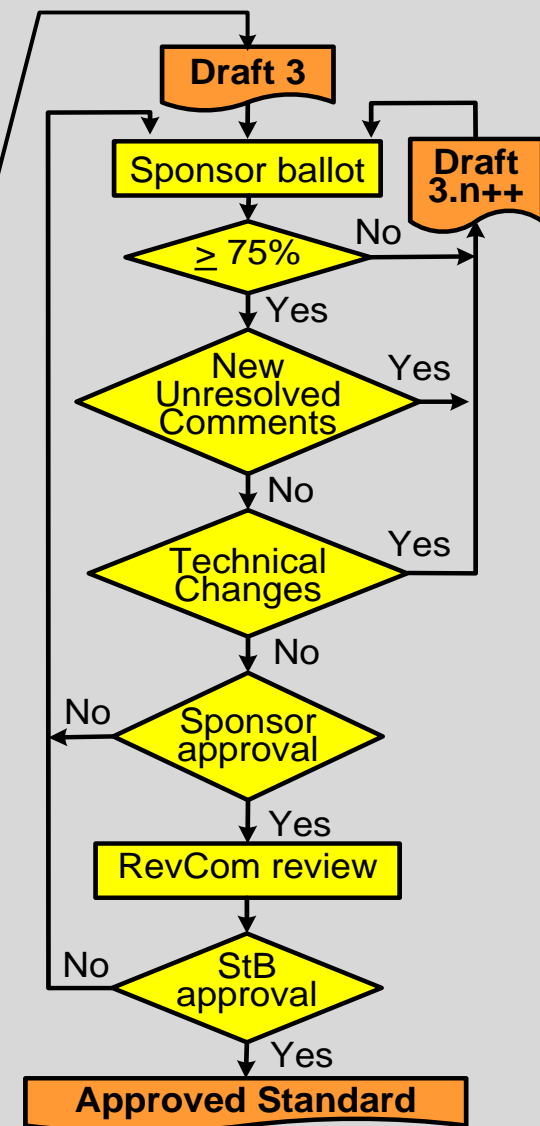 Draft 3
Sponsor ballot
Draft
3.n++
≥ 75%
No
Yes
New
Unresolved
Comments
Yes
No
Technical
Changes
Yes
No
Sponsor
approval
No
Yes
RevCom review
StB
approval
No
Yes
Approved Standard